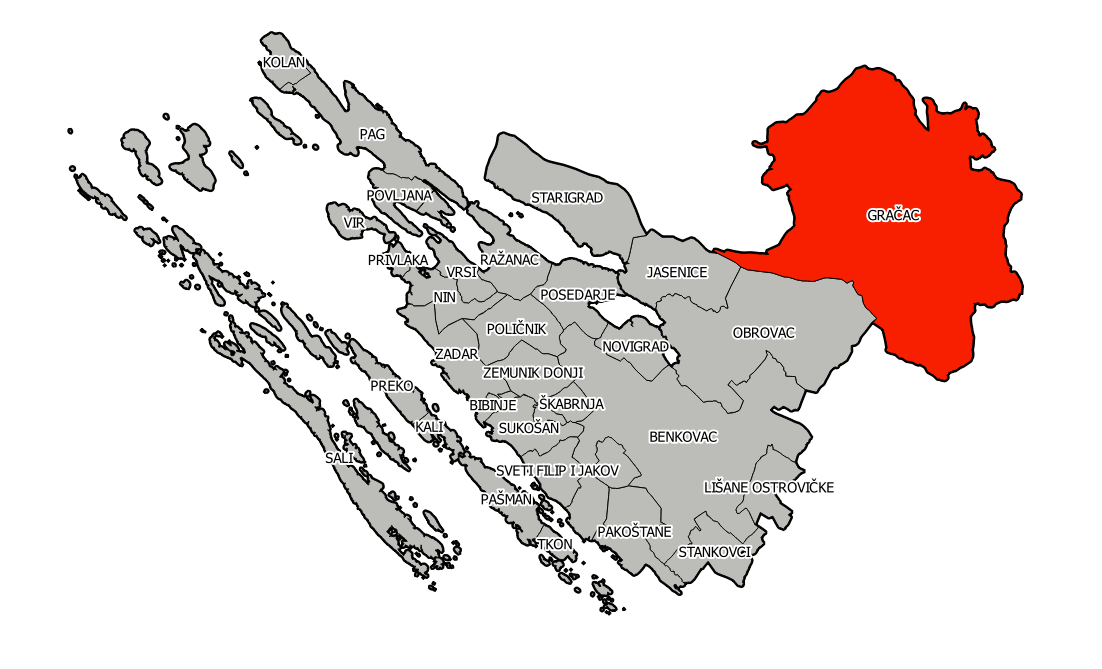 KOLAN
PAG
POVLJANA
STARIGRAD
GRAČAC
VIR
PRIVLAKA
VRSI
RAŽANAC
JASENICE
NIN
POSEDARJE
POLIČNIK
OBROVAC
ZADAR
NOVIGRAD
ZEMUNIK DONJI
PREKO
BIBINJE
ŠKABRNJA
KALI
SUKOŠAN
BENKOVAC
SALI
SVETI FILIP I JAKOV
LIŠANE OSTROVIČKE
PAŠMAN
PAKOŠTANE
TKON
STANKOVCI